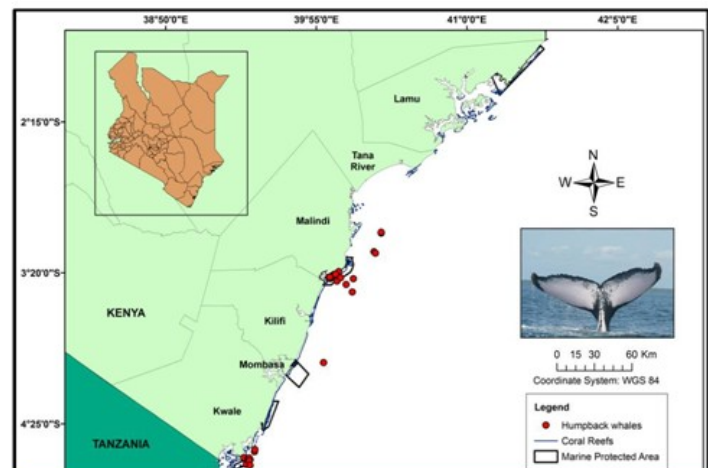 38°50'0"E 39°55'0"E 41°0'0"E 42°5'0"E
Lamu
2°15'0"S
Tana
River
N
W E
S
Malindi
3°20'0"S
KENYA
Kilifi
Mombasa
0 15 30 60 Km
Coordinate System: WGS 84
Kwale
4°25'0"S
TANZANIA
Legend
Humpback whales
Coral Reefs
Marine Protected Area